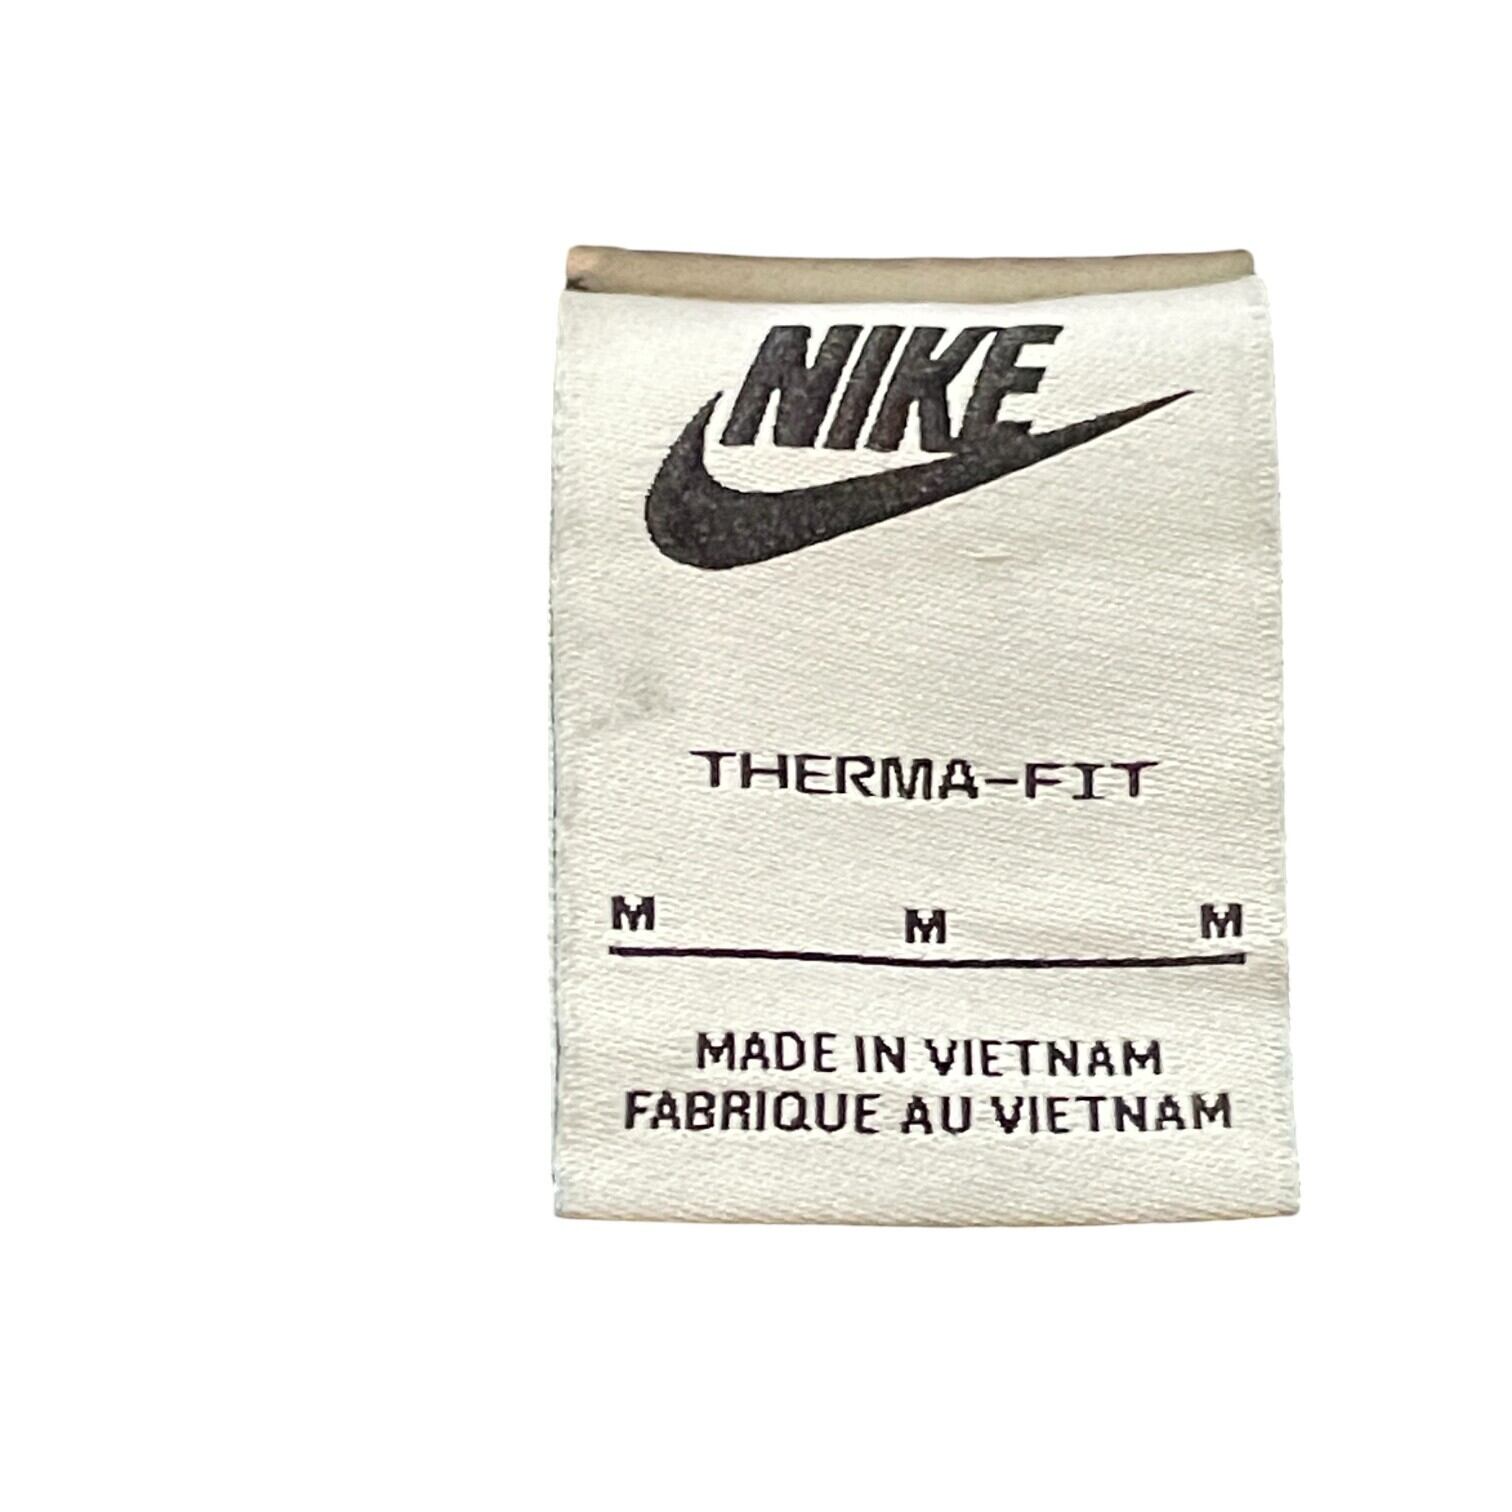 NIKE
THERMA-FIT
M M M
MADE IN VIETNAM
FABRIQUE AU VIETNAM